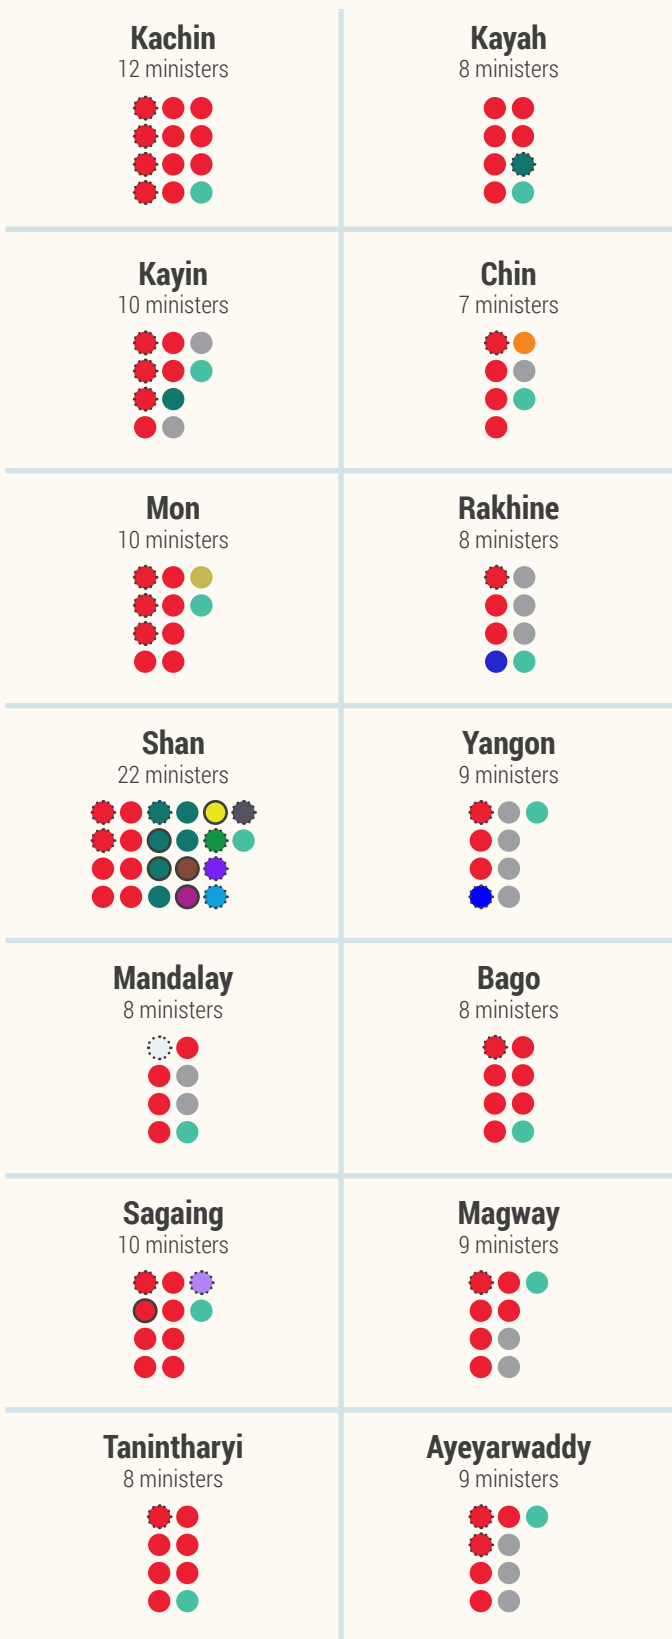 Kachin
12 ministers
Kayah
8 ministers
Kayin
10 ministers
Chin
7 ministers
Mon
10 ministers
Rakhine
8 ministers
Shan
22 ministers
Yangon
9 ministers
Mandalay
8 ministers
Bago
8 ministers
Sagaing
10 ministers
Magway
9 ministers
Tanintharyi
8 ministers
Ayeyarwaddy
9 ministers